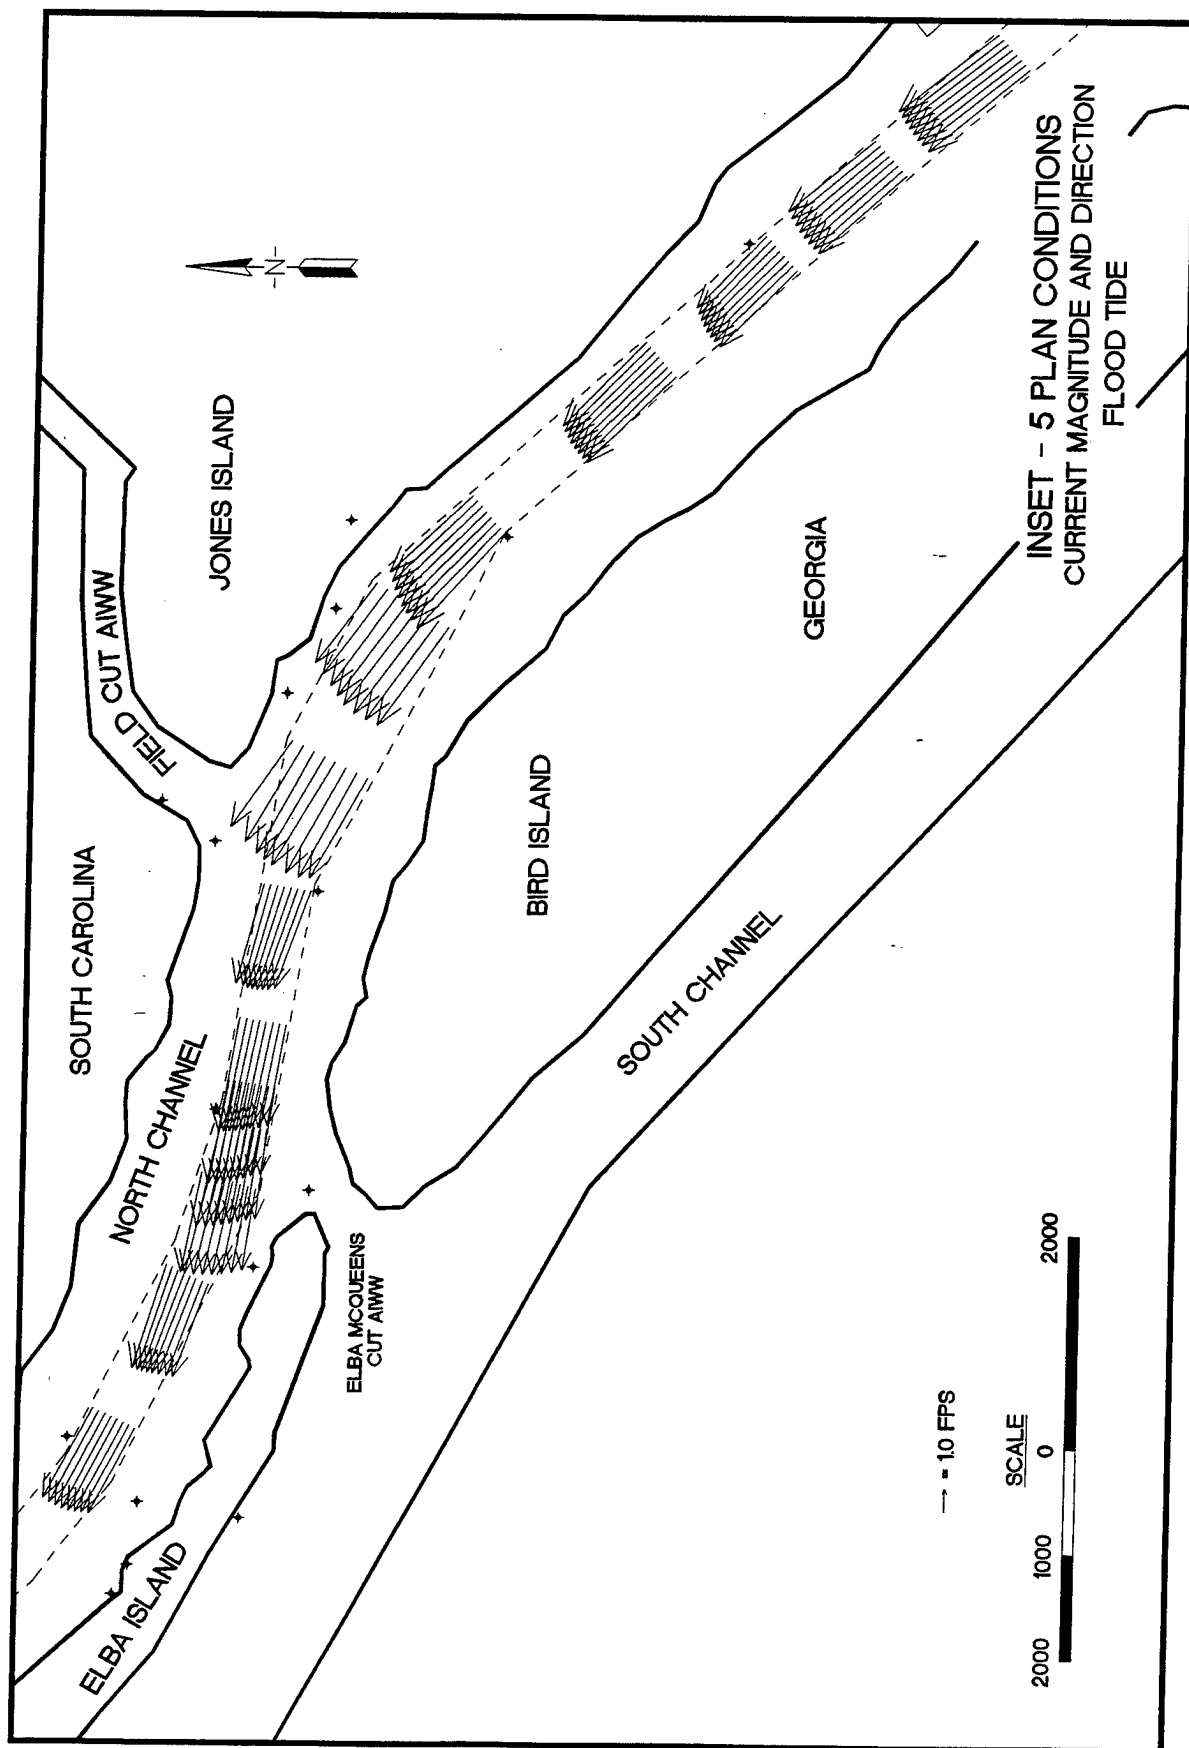 SOUTH CAROLINA
FIELD CUT AIWW
JONES ISLAND
-N-
NORTH CHANNEL
ELBA ISLAND
ELBA MCQUEENS
CUT AIWW
BIRD ISLAND
GEORGIA
SOUTH CHANNEL
= 1.0 FPS
SCALE
2000 1000 0 2000
INSET - 5 PLAN CONDITIONS
CURRENT MAGNITUDE AND DIRECTION
FLOOD TIDE